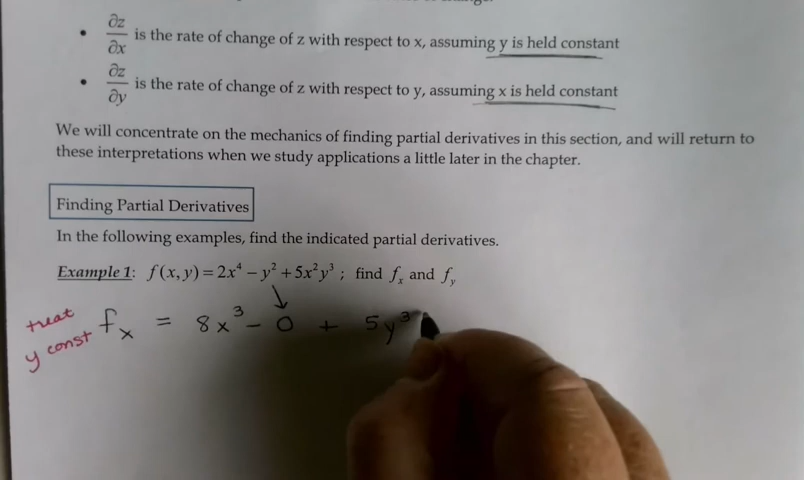 • ∂z/∂x is the rate of change of z with respect to x, assuming y is held constant
• ∂z/∂y is the rate of change of z with respect to y, assuming x is held constant
We will concentrate on the mechanics of finding partial derivatives in this section, and will return to
these interpretations when we study applications a little later in the chapter.
Finding Partial Derivatives
In the following examples, find the indicated partial derivatives.
Example 1: f(x,y)=2x⁴ − y² + 5x²y³ ; find fₓ and f_y
treat
y const
fₓ = 8x³ − 0 + 5y³